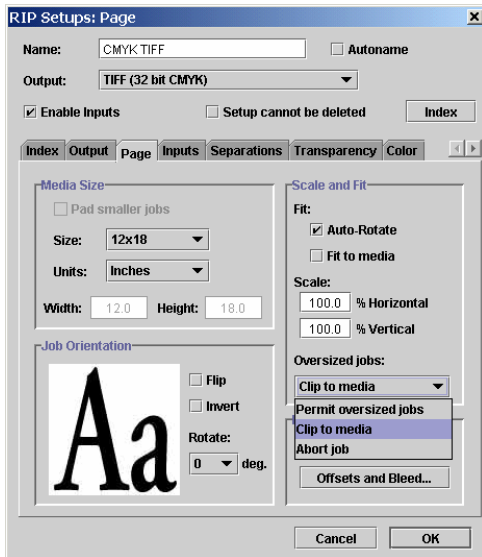 RIP Setups: Page
Name: CMYK TIFF Autoname
Output: TIFF (32 bit CMYK)
Enable Inputs Setup cannot be deleted Index
Index Output Page Inputs Separations Transparency Color
Media Size
Pad smaller jobs
Size: 12x18
Units: Inches
Width: 12.0 Height: 18.0
Job Orientation
Aa
Flip
Invert
Rotate:
0 deg.
Scale and Fit
Fit:
Auto-Rotate
Fit to media
Scale:
100.0 % Horizontal
100.0 % Vertical
Oversized jobs:
Clip to media
Permit oversized jobs
Clip to media
Abort job
Offsets and Bleed...
Cancel OK